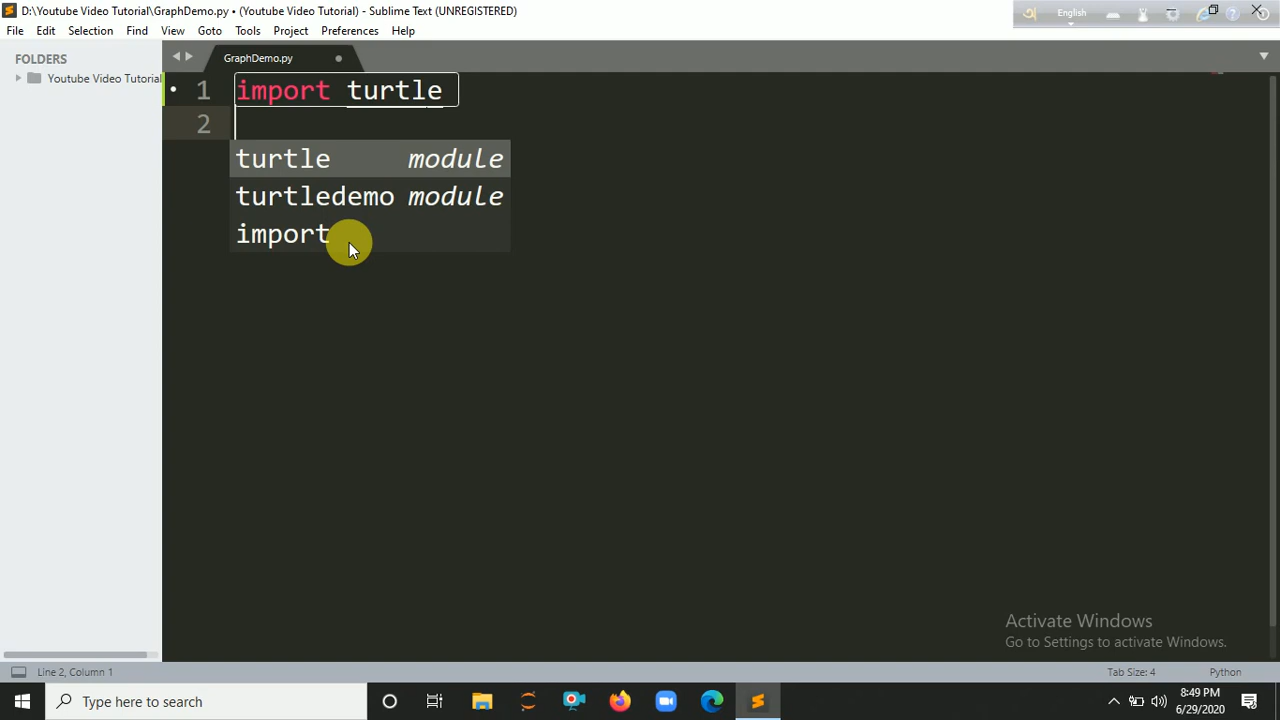 D:\Youtube Video Tutorial\GraphDemo.py • (Youtube Video Tutorial) - Sublime Text (UNREGISTERED)
English
File Edit Selection Find View Goto Tools Project Preferences Help
FOLDERS
Youtube Video Tutorial
GraphDemo.py
1 import turtle
2
turtle module
turtledemo module
import
Activate Windows
Go to Settings to activate Windows.
Line 2, Column 1
Tab Size: 4
Python
Type here to search
8:49 PM
6/29/2020